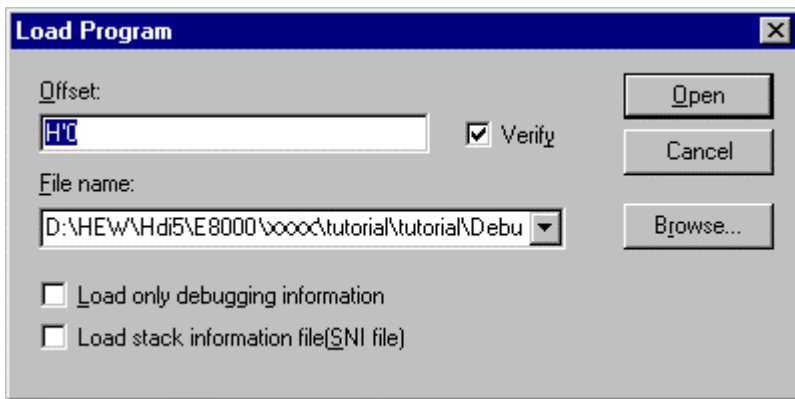 Load Program
Offset:
H'0
Verify
Open
Cancel
File name:
D:\HEW\Hdi5\E8000\xxxx\tutorial\tutorial\Debu
Browse...
Load only debugging information
Load stack information file(SNI file)